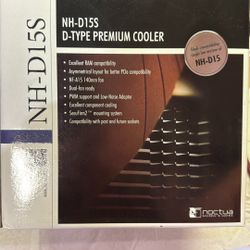 NH-D15S
D-TYPE PREMIUM COOLER
NH-D15
• Excellent RAM compatibility
• Asymmetrical layout for better PCIe compatibility
• NF-A15 140mm fan
• Dual-fan ready
• PWM support and Low-Noise Adaptor
• Excellent component cooling
• SecuFirm2™ mounting system
• Compatibility with past and future sockets
NH-D15S
noctua